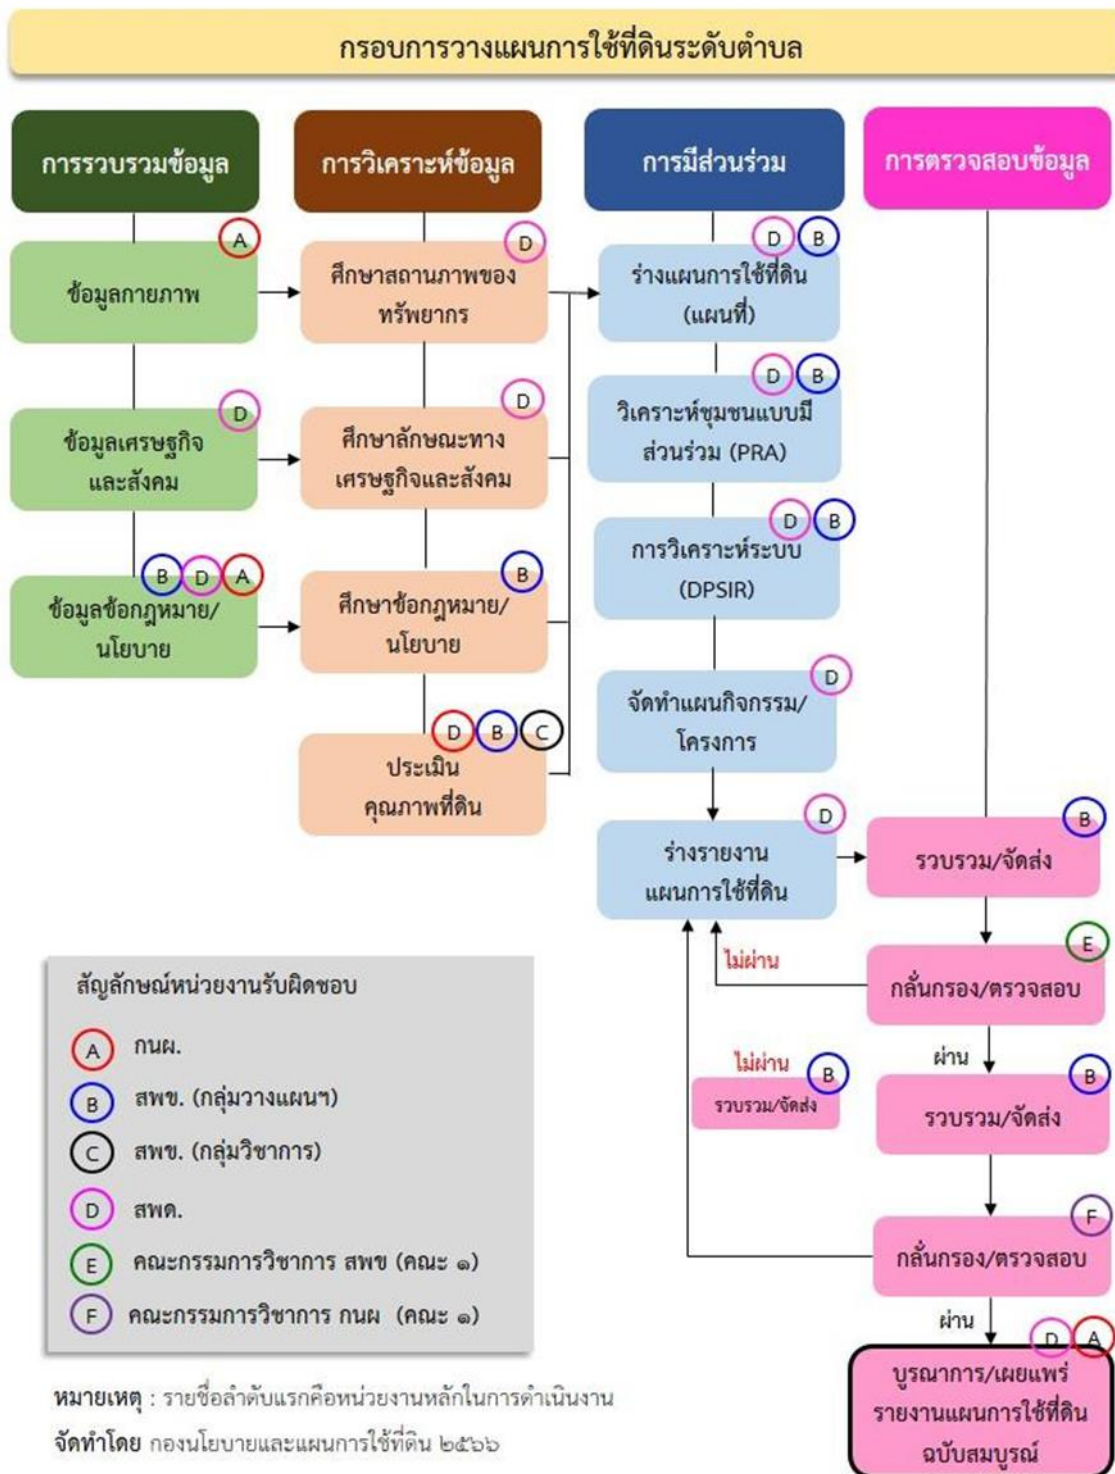 กรอบการวางแผนการใช้ที่ดินระดับตำบล
การรวบรวมข้อมูล
การวิเคราะห์ข้อมูล
การมีส่วนร่วม
การตรวจสอบข้อมูล
A
ข้อมูลกายภาพ
D
ศึกษาสถานภาพของ
ทรัพยากร
D B
ร่างแผนการใช้ที่ดิน
(แผนที่)
D
ข้อมูลเศรษฐกิจ
และสังคม
D
ศึกษาลักษณะทาง
เศรษฐกิจและสังคม
D B
วิเคราะห์ชุมชนแบบมี
ส่วนร่วม (PRA)
D B
การวิเคราะห์ระบบ
(DPSIR)
B D A
ข้อมูลข้อกฎหมาย/
นโยบาย
B
ศึกษาข้อกฎหมาย/
นโยบาย
D
จัดทำแผนกิจกรรม/
โครงการ
D B C
ประเมิน
คุณภาพที่ดิน
D
ร่างรายงาน
แผนการใช้ที่ดิน
B
รวบรวม/จัดส่ง
ไม่ผ่าน
E
กลั่นกรอง/ตรวจสอบ
ผ่าน
ไม่ผ่าน
B
รวบรวม/จัดส่ง
B
รวบรวม/จัดส่ง
F
กลั่นกรอง/ตรวจสอบ
ผ่าน
D A
บูรณาการ/เผยแพร่
รายงานแผนการใช้ที่ดิน
ฉบับสมบูรณ์
สัญลักษณ์หน่วยงานรับผิดชอบ
A กนผ.
B สพข. (กลุ่มวางแผนฯ)
C สพข. (กลุ่มวิชาการ)
D สพด.
E คณะกรรมการวิชาการ สพข (คณะ ๑)
F คณะกรรมการวิชาการ กนผ (คณะ ๑)
หมายเหตุ : รายชื่อลำดับแรกคือหน่วยงานหลักในการดำเนินงาน
จัดทำโดย กองนโยบายและแผนการใช้ที่ดิน ๒๕๖๖